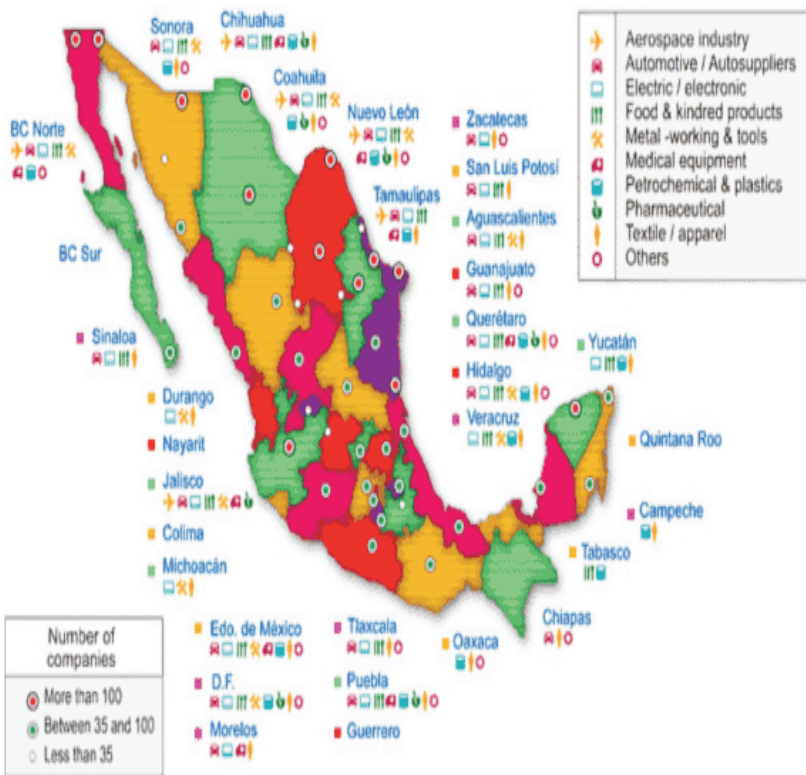 Sonora
Chihuahua
Coahuila
Nuevo León
Tamaulipas
BC Norte
BC Sur
Sinaloa
Durango
Nayarit
Jalisco
Colima
Michoacán
Zacatecas
San Luis Potosí
Aguascalientes
Guanajuato
Querétaro
Hidalgo
Veracruz
Yucatán
Quintana Roo
Campeche
Tabasco
Chiapas
Oaxaca
Edo. de México
D.F.
Morelos
Tlaxcala
Puebla
Guerrero
Aerospace industry
Automotive / Autosuppliers
Electric / electronic
Food & kindred products
Metal -working & tools
Medical equipment
Petrochemical & plastics
Pharmaceutical
Textile / apparel
Others
Number of
companies
More than 100
Between 35 and 100
Less than 35